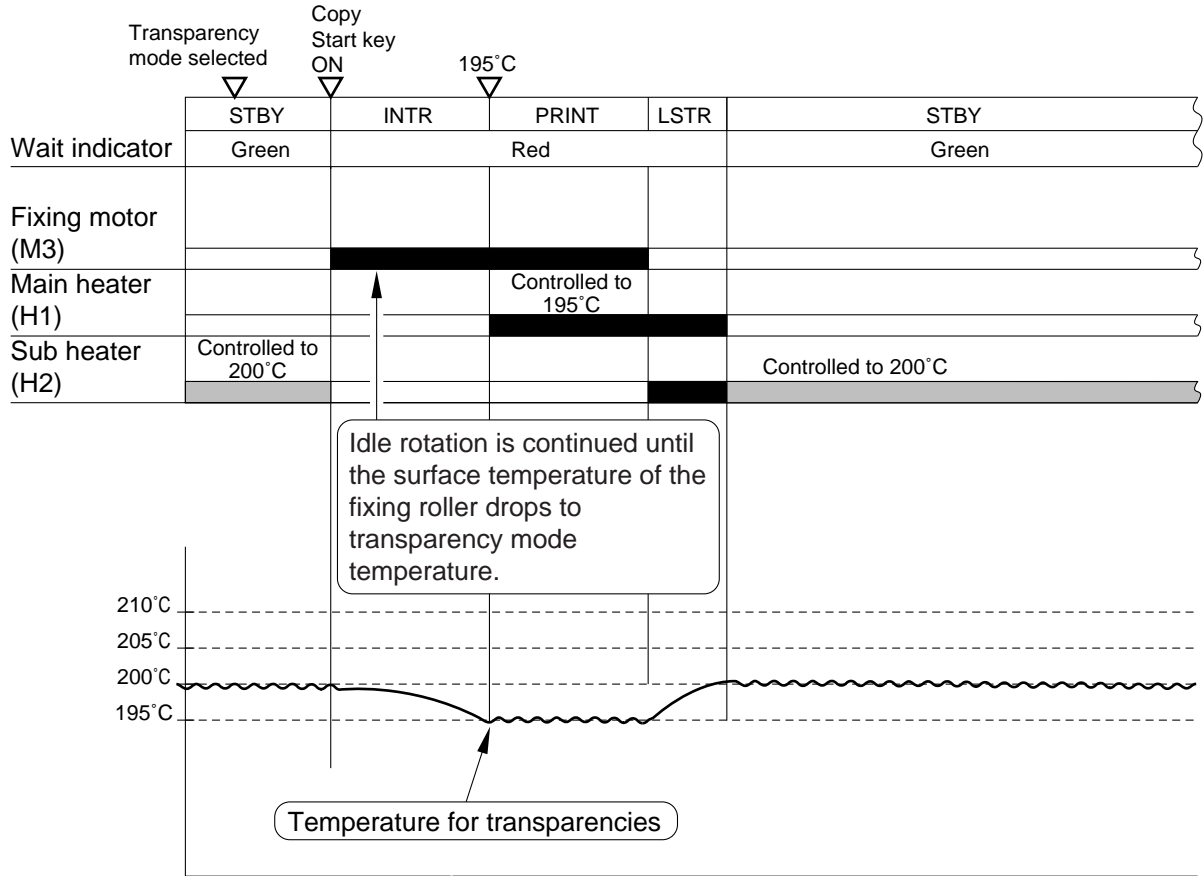 Transparency
mode selected
Copy
Start key
ON
195˚C
STBY
INTR
PRINT
LSTR
STBY
Wait indicator
Green
Red
Green
Fixing motor
(M3)
Main heater
(H1)
Controlled to
195˚C
Sub heater
(H2)
Controlled to
200˚C
Controlled to 200˚C
Idle rotation is continued until
the surface temperature of the
fixing roller drops to
transparency mode
temperature.
210˚C
205˚C
200˚C
195˚C
Temperature for transparencies